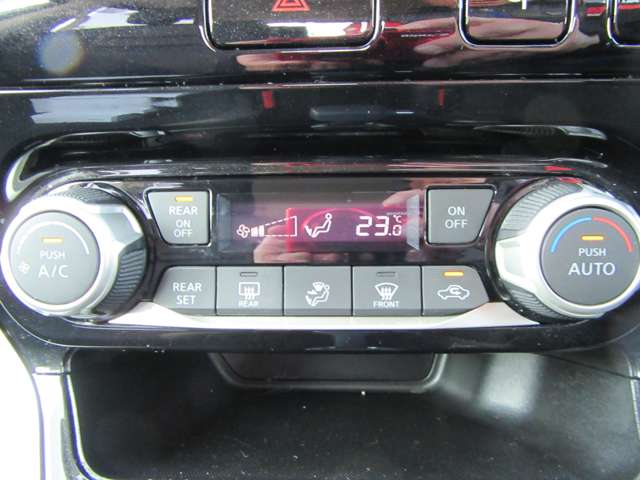 REAR
ON
OFF
23.0 °C
ON
OFF
PUSH
A/C
PUSH
AUTO
REAR
SET
REAR
FRONT